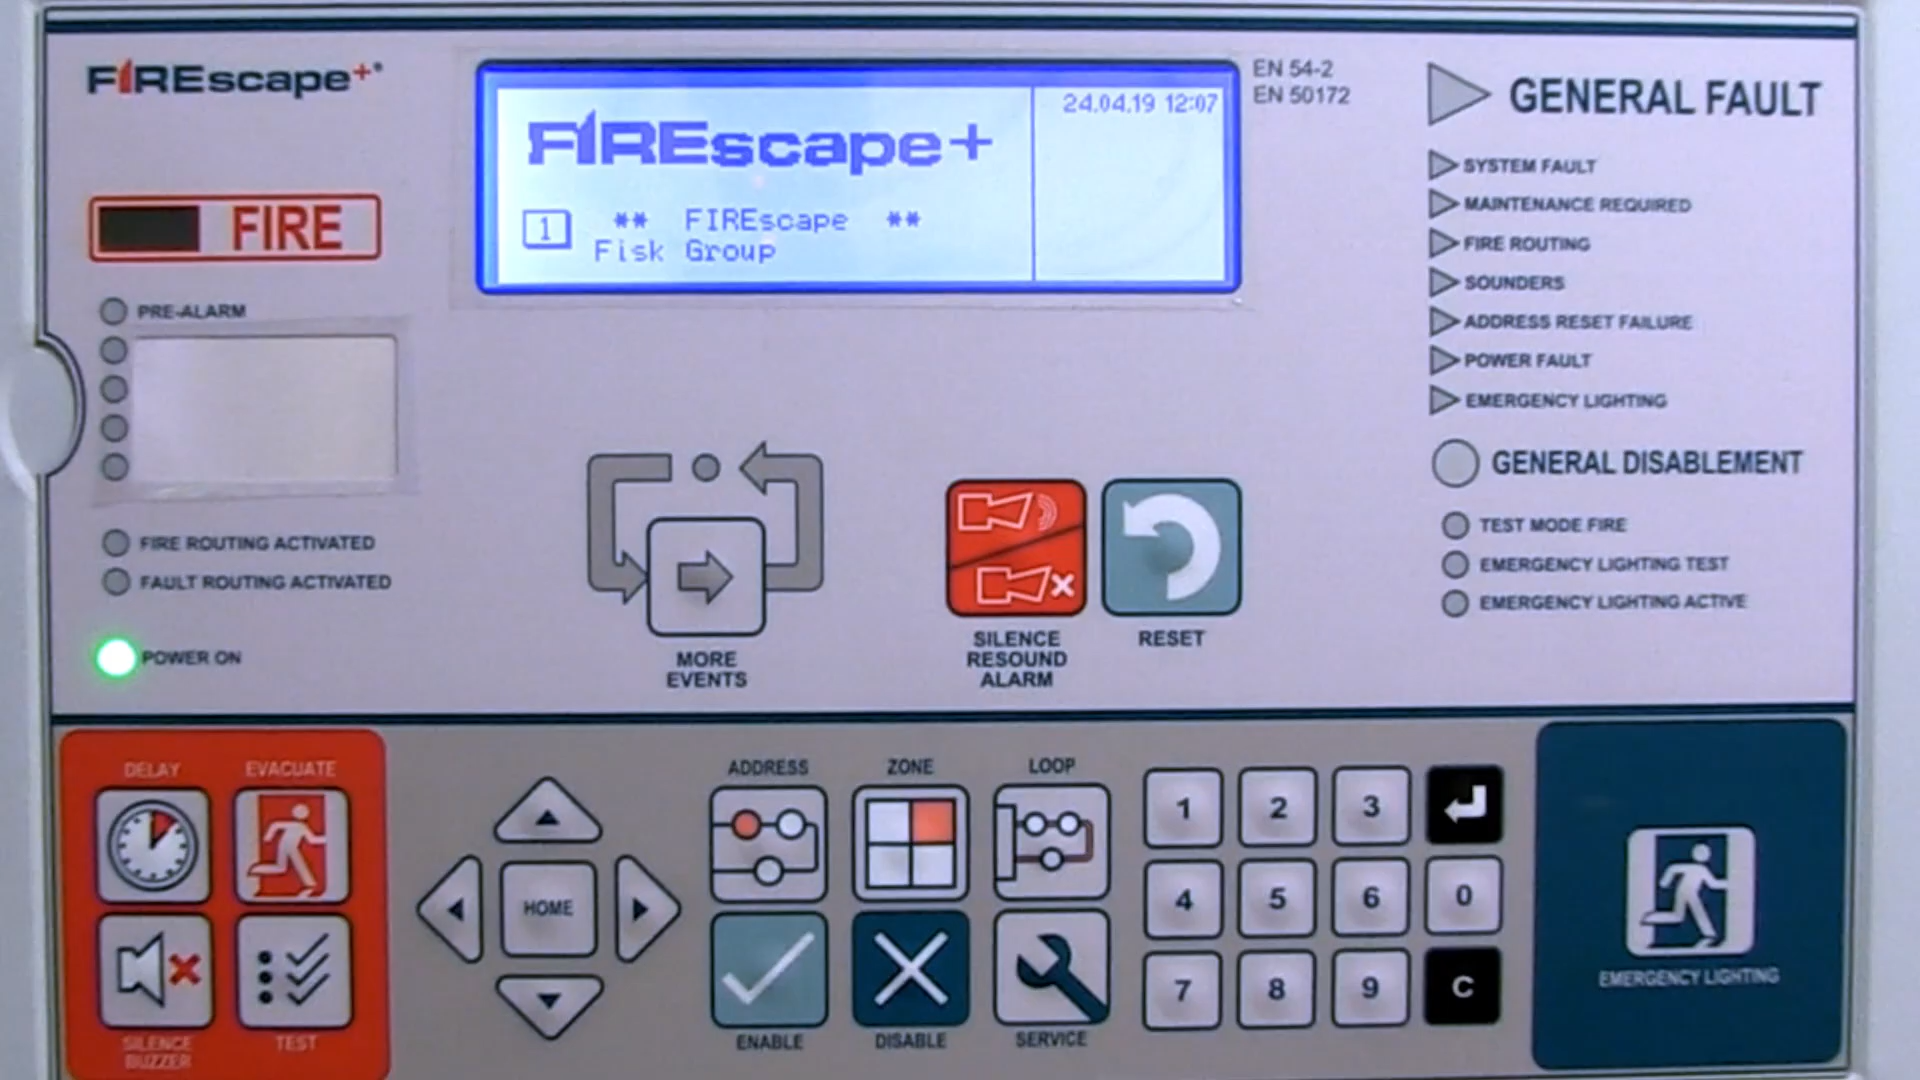 FIREscape+
24.04.19 12:07
EN 54-2
EN 50172
FIREscape+
1 ** FIREscape **
Fisk Group
FIRE
PRE-ALARM
FIRE ROUTING ACTIVATED
FAULT ROUTING ACTIVATED
POWER ON
MORE
EVENTS
SILENCE
RESOUND
ALARM
RESET
GENERAL FAULT
SYSTEM FAULT
MAINTENANCE REQUIRED
FIRE ROUTING
SOUNDERS
ADDRESS RESET FAILURE
POWER FAULT
EMERGENCY LIGHTING
GENERAL DISABLEMENT
TEST MODE FIRE
EMERGENCY LIGHTING TEST
EMERGENCY LIGHTING ACTIVE
DELAY
EVACUATE
SILENCE
BUZZER
TEST
HOME
ADDRESS
ZONE
LOOP
ENABLE
DISABLE
SERVICE
1 2 3
4 5 6 0
7 8 9 C
EMERGENCY LIGHTING